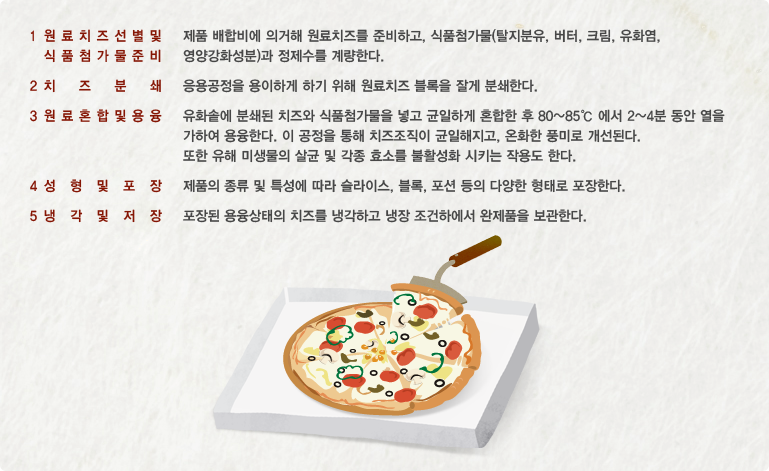 1 원료치즈선별및 제품 배합비에 의거해 원료치즈를 준비하고, 식품첨가물(탈지분유, 버터, 크림, 유화염,
식품첨가물준비 영양강화성분)과 정제수를 계량한다.
2 치즈분쇄 응용공정을 용이하게 하기 위해 원료치즈 블록을 잘게 분쇄한다.
3 원료혼합및용융 유화솥에 분쇄된 치즈와 식품첨가물을 넣고 균일하게 혼합한 후 80~85℃ 에서 2~4분 동안 열을
가하여 용융한다. 이 공정을 통해 치즈조직이 균일해지고, 온화한 풍미로 개선된다.
또한 유해 미생물의 살균 및 각종 효소를 불활성화 시키는 작용도 한다.
4 성형및포장 제품의 종류 및 특성에 따라 슬라이스, 블록, 포션 등의 다양한 형태로 포장한다.
5 냉각및저장 포장된 용융상태의 치즈를 냉각하고 냉장 조건하에서 완제품을 보관한다.